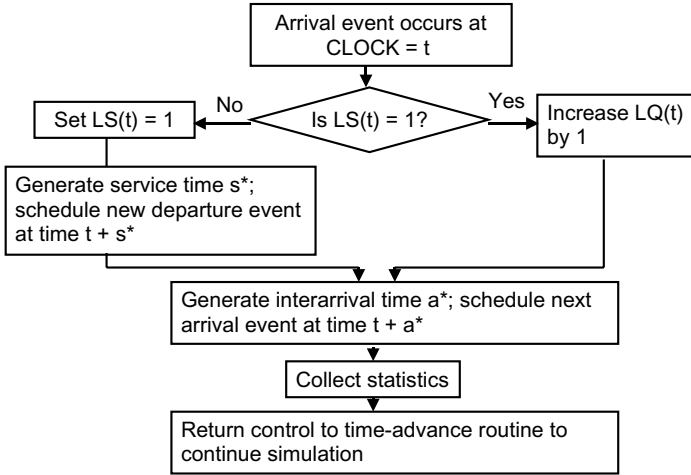 Arrival event occurs at
CLOCK = t
No
Yes
Set LS(t) = 1
Is LS(t) = 1?
Increase LQ(t)
by 1
Generate service time s*;
schedule new departure event
at time t + s*
Generate interarrival time a*; schedule next
arrival event at time t + a*
Collect statistics
Return control to time-advance routine to
continue simulation